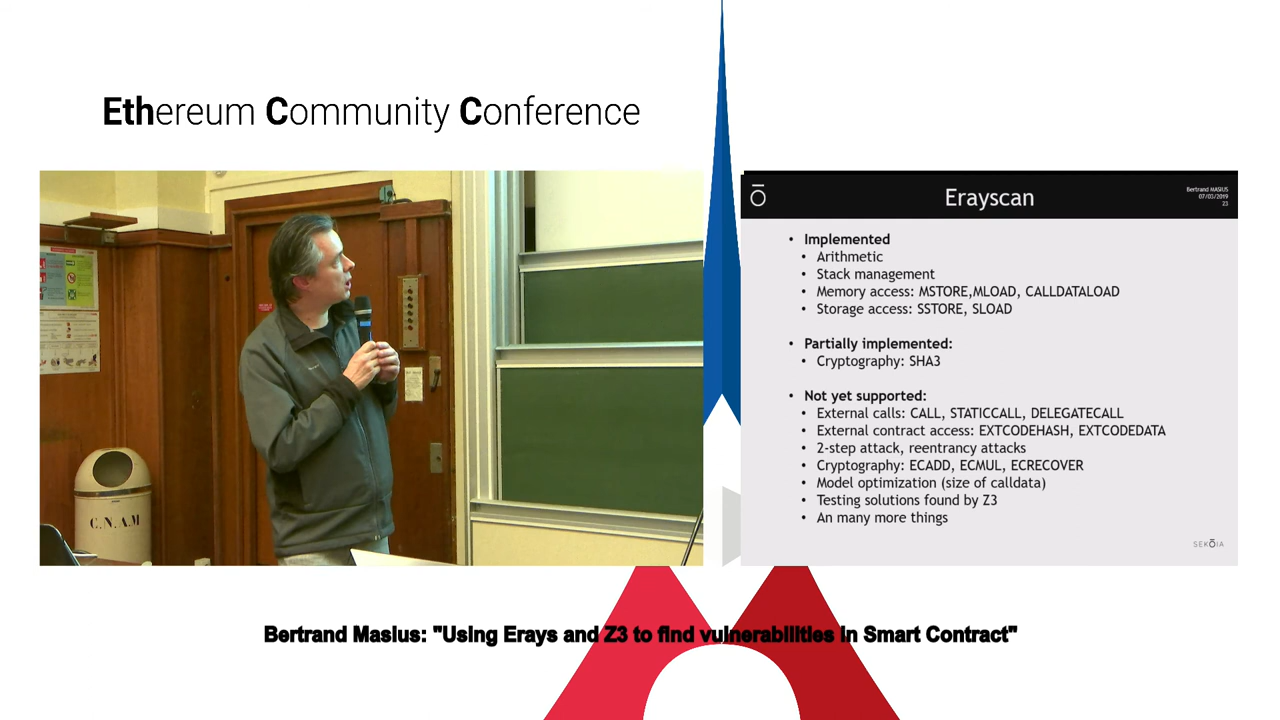 Ethereum Community Conference
C.N.A.M
Ō
Erayscan
Bertrand MASIUS
07/03/2019
23
• Implemented
• Arithmetic
• Stack management
• Memory access: MSTORE,MLOAD, CALLDATALOAD
• Storage access: SSTORE, SLOAD
• Partially implemented:
• Cryptography: SHA3
• Not yet supported:
• External calls: CALL, STATICCALL, DELEGATECALL
• External contract access: EXTCODEHASH, EXTCODEDATA
• 2-step attack, reentrancy attacks
• Cryptography: ECADD, ECMUL, ECRECOVER
• Model optimization (size of calldata)
• Testing solutions found by Z3
• An many more things
SEKŌIA
Bertrand Masius: "Using Erays and Z3 to find vulnerabilities in Smart Contract"